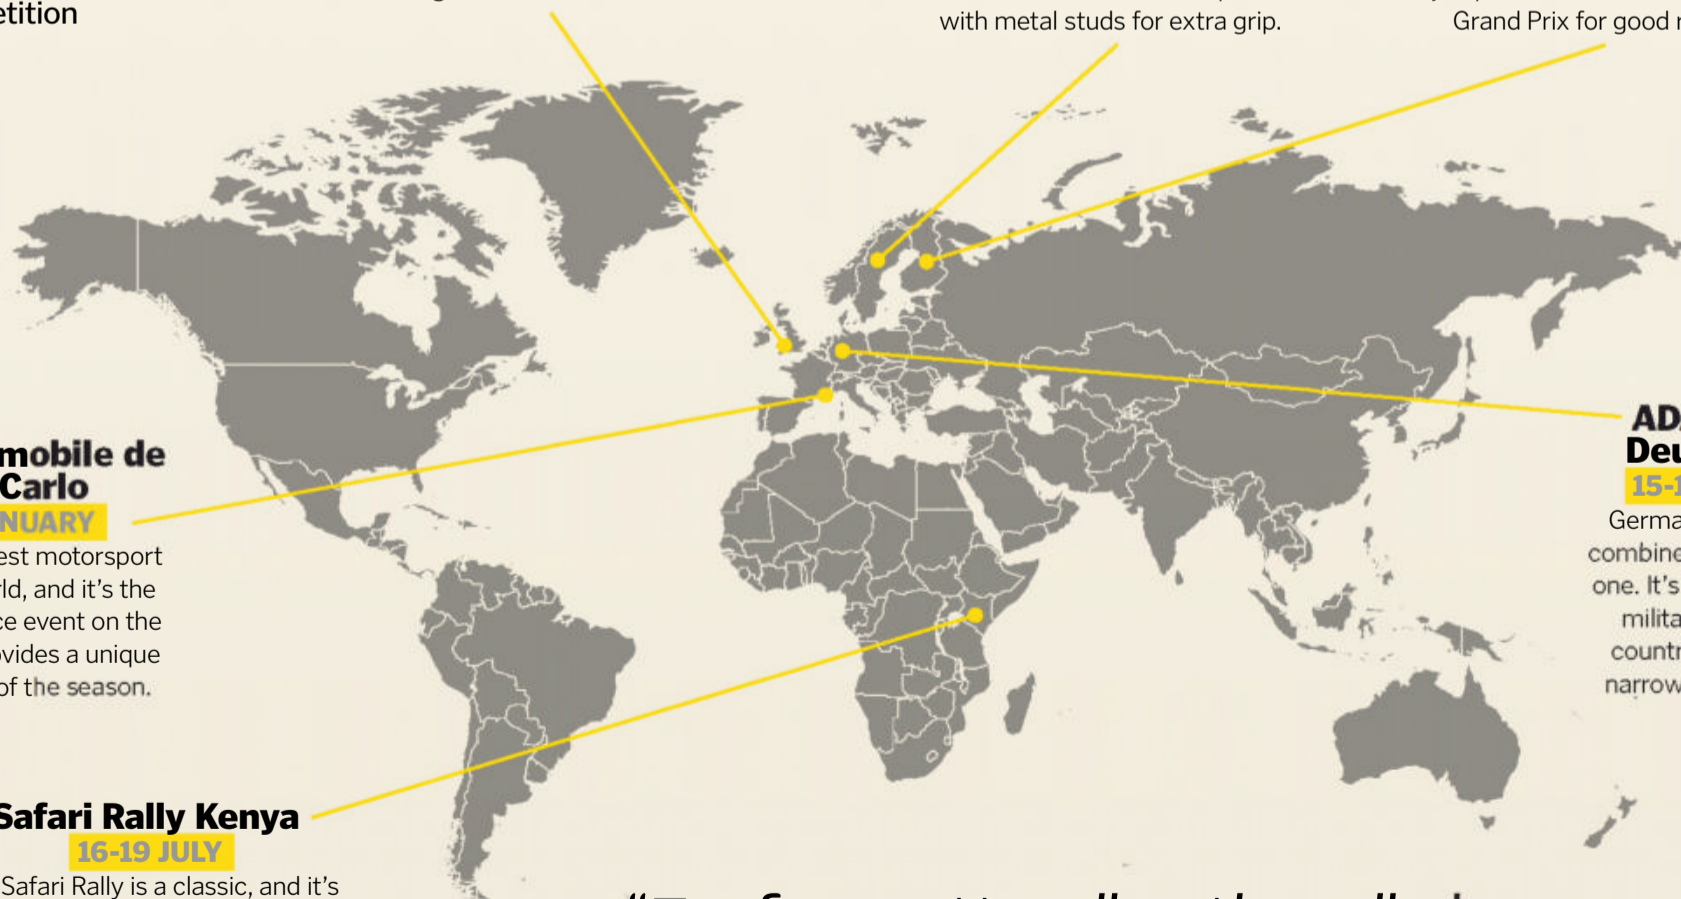 etition
with metal studs for extra grip.
Grand Prix for good
mobile de
Carlo
NUARY
est motorsport
ld, and it's the
ce event on the
ovides a unique
of the season.
Safari Rally Kenya
16-19 JULY
Safari Rally is a classic, and it's
AD
Deu
15-1
Germa
combine
one. It's
milita
countr
narrow